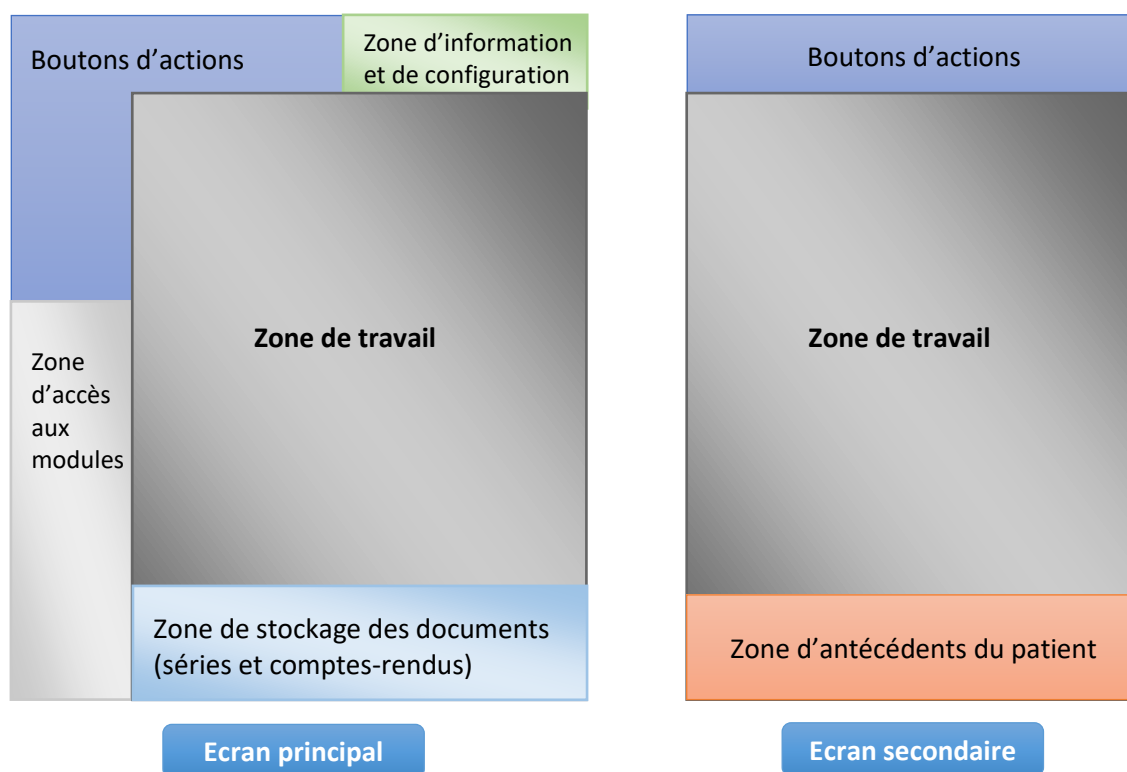 Boutons d’actions
Zone d’information
et de configuration
Zone de travail
Zone
d’accès
aux
modules
Zone de stockage des documents
(séries et comptes-rendus)
Ecran principal
Boutons d’actions
Zone de travail
Zone d’antécédents du patient
Ecran secondaire